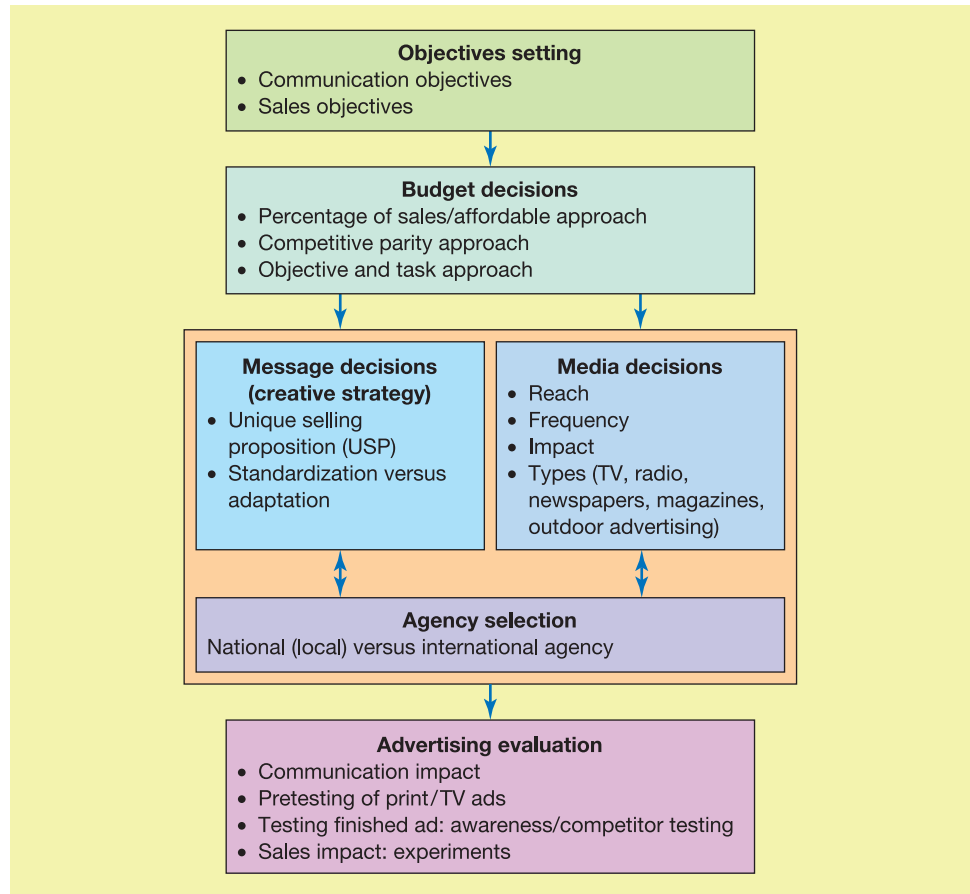 Objectives setting
• Communication objectives
• Sales objectives
Budget decisions
• Percentage of sales/affordable approach
• Competitive parity approach
• Objective and task approach
Message decisions
(creative strategy)
• Unique selling
proposition (USP)
• Standardization versus
adaptation
Media decisions
• Reach
• Frequency
• Impact
• Types (TV, radio,
newspapers, magazines,
outdoor advertising)
Agency selection
National (local) versus international agency
Advertising evaluation
• Communication impact
• Pretesting of print/TV ads
• Testing finished ad: awareness/competitor testing
• Sales impact: experiments